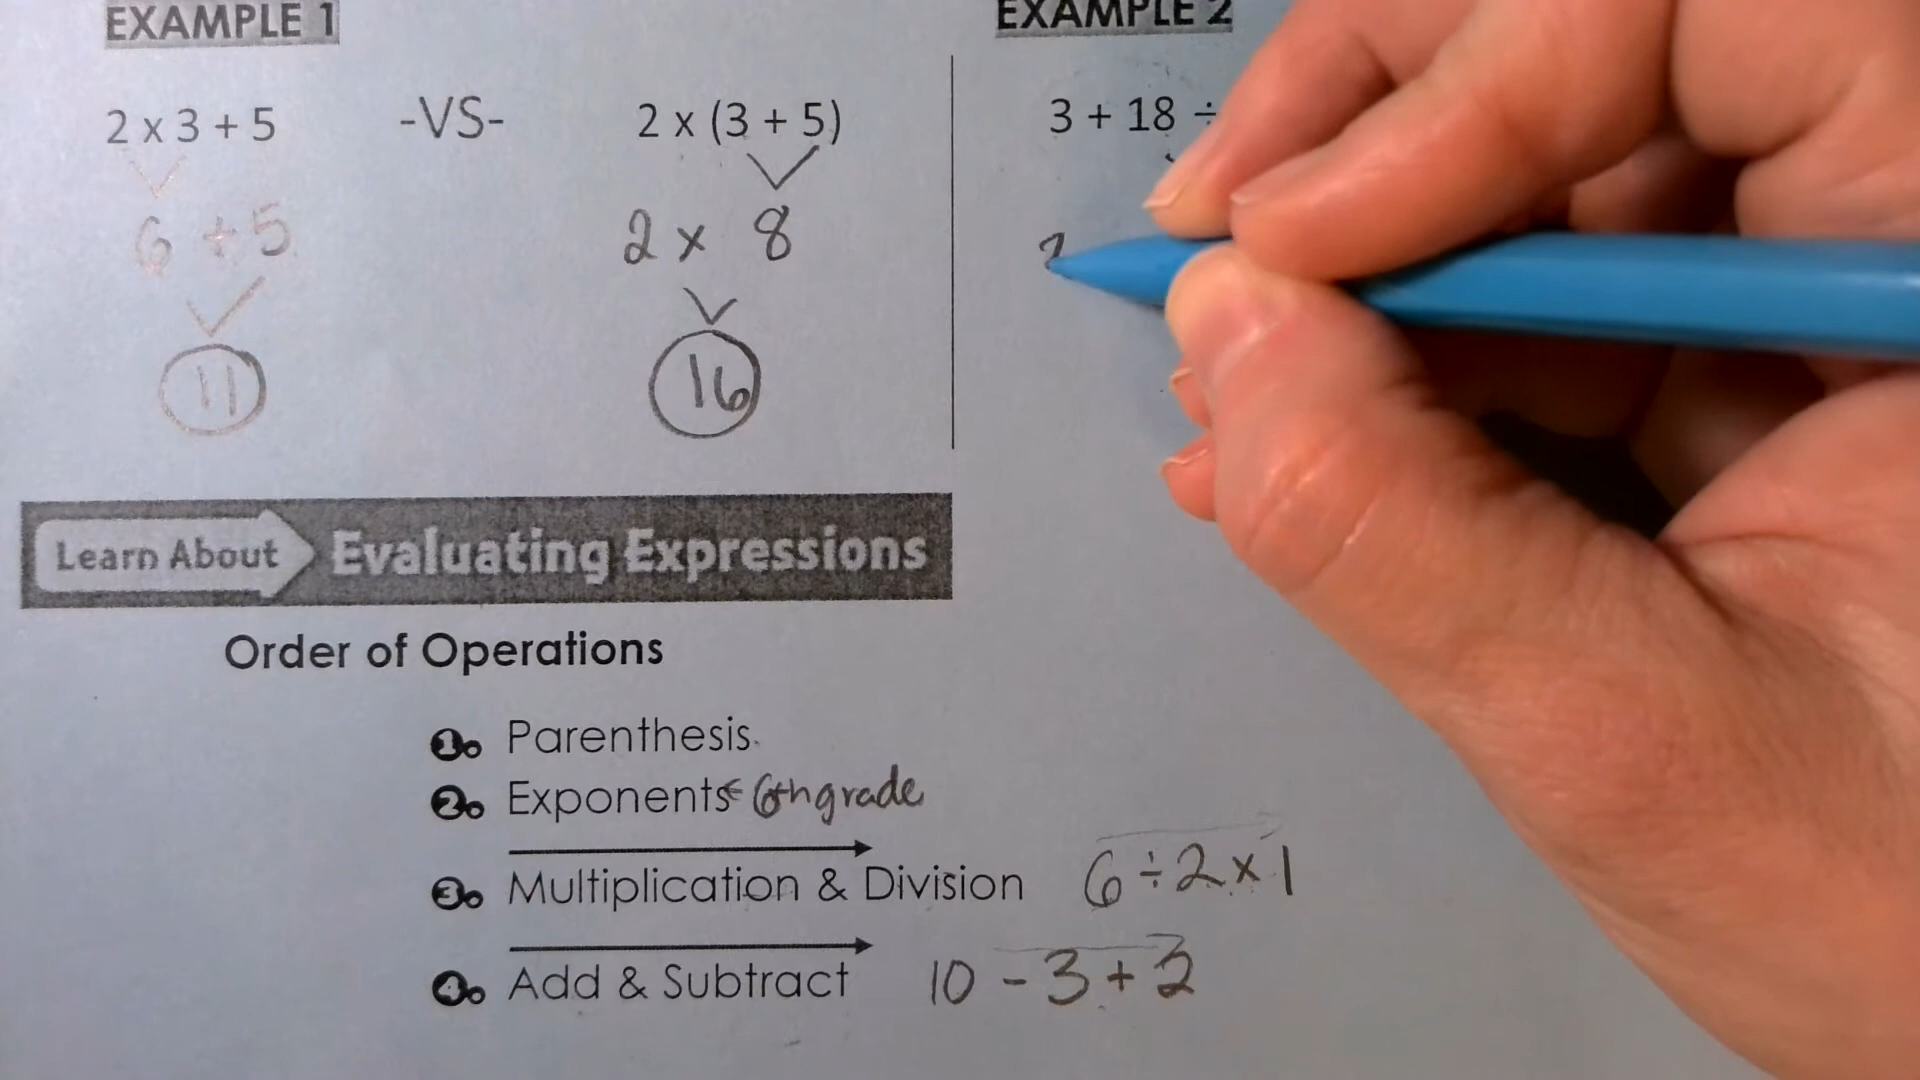 EXAMPLE 1
2 x 3 + 5
-VS-
2 x (3 + 5)
6 + 5
2 x 8
11
16
EXAMPLE 2
3 + 18 ÷
Learn About
Evaluating Expressions
Order of Operations
1. Parenthesis
2. Exponents ← 6th grade
3. Multiplication & Division 6 ÷ 2 x 1
4. Add & Subtract 10 - 3 + 2